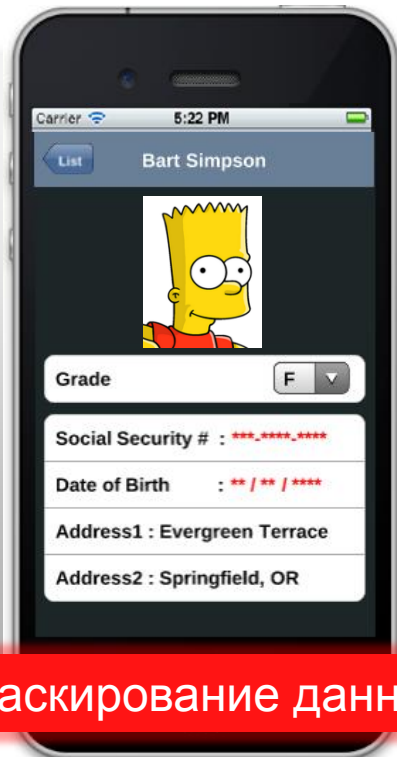 Carrier 5:22 PM
List Bart Simpson
Grade F
Social Security # : ***-****-****
Date of Birth : ** / ** / ****
Address1 : Evergreen Terrace
Address2 : Springfield, OR
аскирование данн